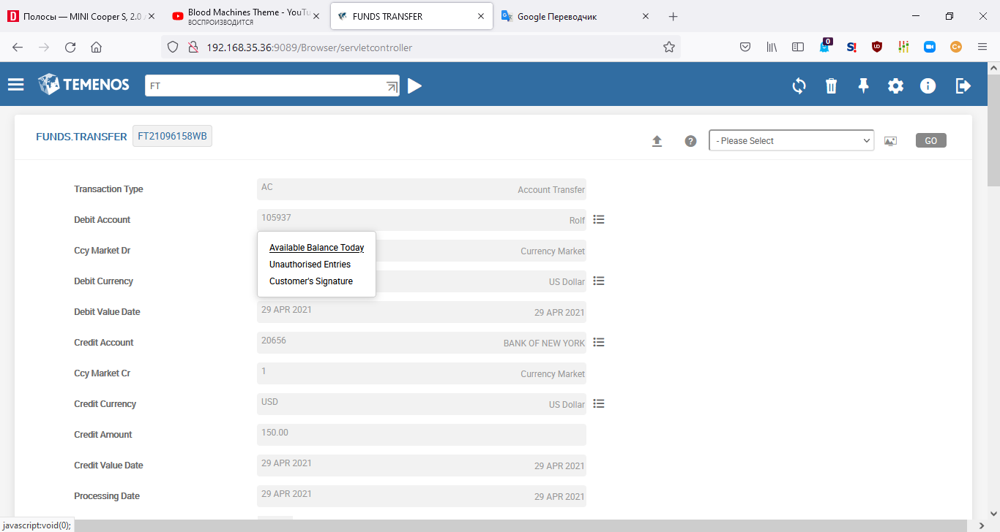 Полосы — MINI Cooper S, 2.0
Blood Machines Theme - YouTu
ВОСПРОИЗВОДИТСЯ
FUNDS TRANSFER
Google Переводчик
192.168.35.36:9089/Browser/servletcontroller
0
TEMENOS
FT
FUNDS.TRANSFER FT21096158WB
- Please Select
GO
Transaction Type AC Account Transfer
Debit Account 105937 Rolf
Available Balance Today
Ccy Market Dr Currency Market
Unauthorised Entries
Debit Currency US Dollar
Customer's Signature
Debit Value Date 29 APR 2021 29 APR 2021
Credit Account 20656 BANK OF NEW YORK
Ccy Market Cr 1 Currency Market
Credit Currency USD US Dollar
Credit Amount 150.00
Credit Value Date 29 APR 2021 29 APR 2021
Processing Date 29 APR 2021 29 APR 2021
javascript:void(0);